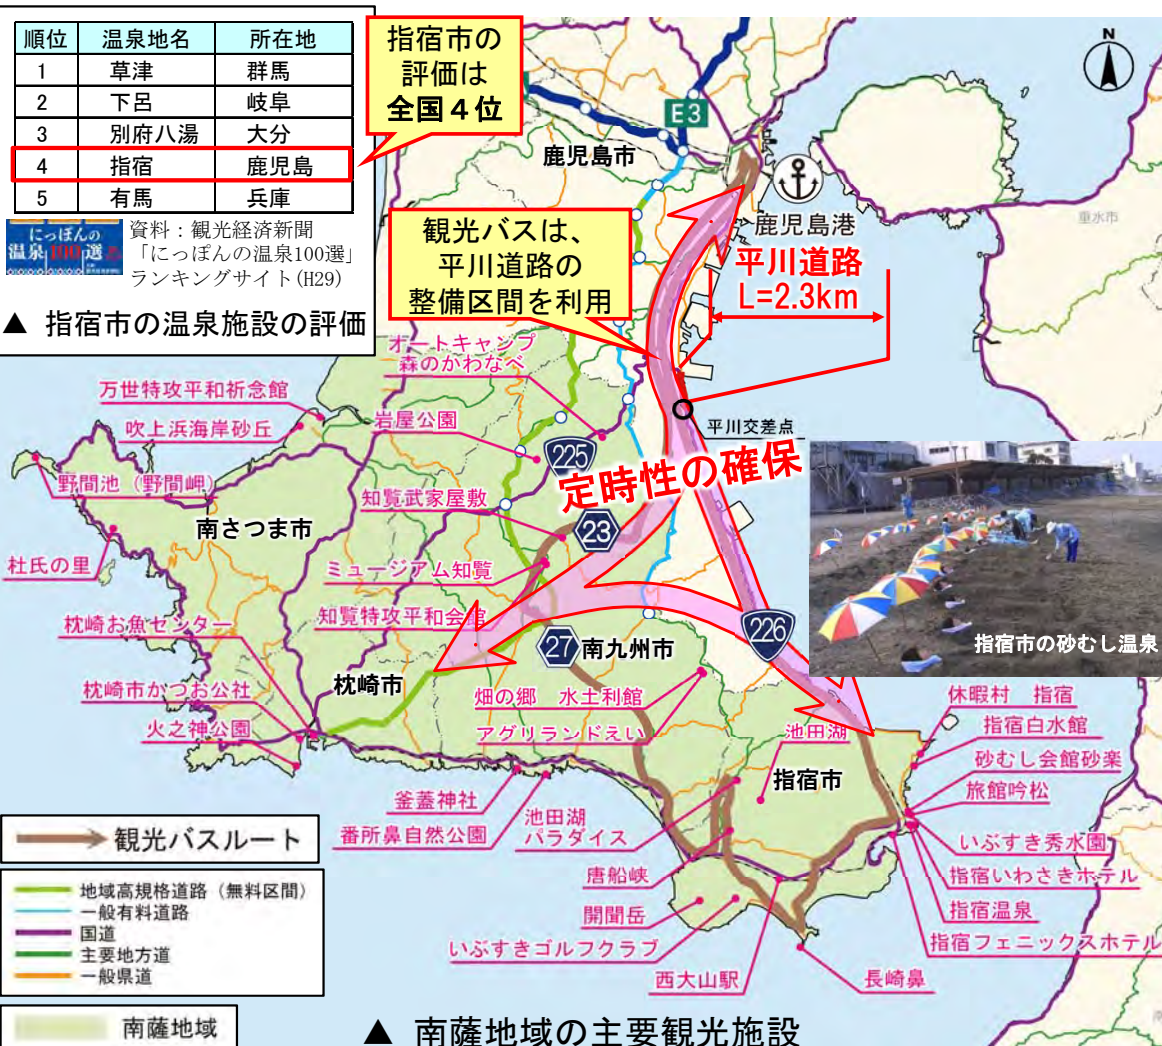 順位 温泉地名 所在地
1 草津 群馬
2 下呂 岐阜
3 別府八湯 大分
4 指宿 鹿児島
5 有馬 兵庫
にっぽんの
温泉100選
資料：観光経済新聞
「にっぽんの温泉100選」
ランキングサイト(H29)
▲ 指宿市の温泉施設の評価
指宿市の
評価は
全国４位
E3
N
鹿児島市
鹿児島港
垂水市
観光バスは、
平川道路の
整備区間を利用
平川道路
L=2.3km
平川交差点
定時性の確保
オートキャンプ
森のかわなべ
万世特攻平和祈念館
吹上浜海岸砂丘
岩屋公園
225
野間池（野間岬）
知覧武家屋敷
23
南さつま市
杜氏の里
ミュージアム知覧
枕崎お魚センター
知覧特攻平和会館
27
南九州市
226
指宿市の砂むし温泉
枕崎市
枕崎市かつお公社
火之神公園
畑の郷 水土利館
アグリランドえい
池田湖
指宿市
休暇村 指宿
指宿白水館
砂むし会館砂楽
旅館吟松
いぶすき秀水園
指宿いわさきホテル
指宿温泉
指宿フェニックスホテル
釜蓋神社
番所鼻自然公園
池田湖
パラダイス
唐船峡
開聞岳
いぶすきゴルフクラブ
西大山駅
長崎鼻
観光バスルート
地域高規格道路（無料区間）
一般有料道路
国道
主要地方道
一般県道
南薩地域
▲ 南薩地域の主要観光施設